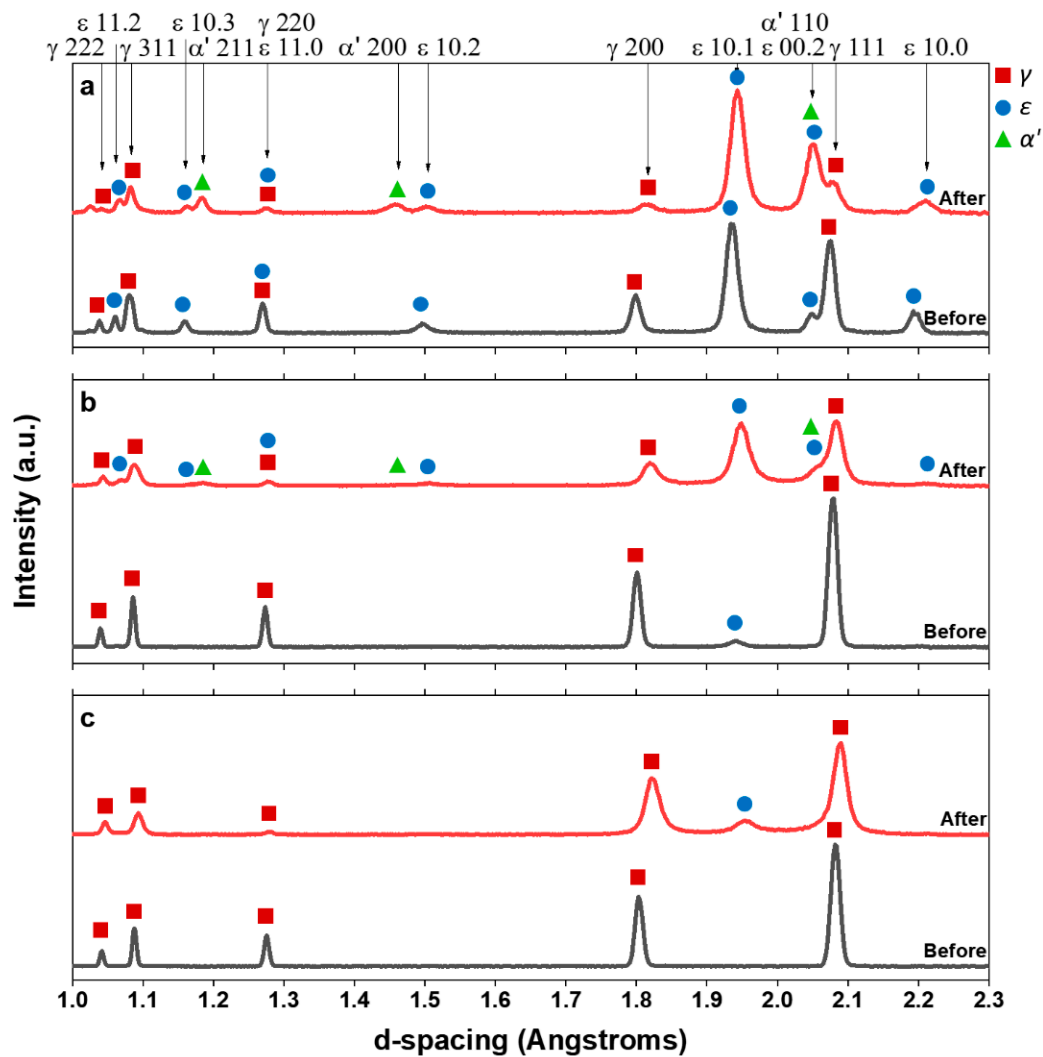 ε 11.2 ε 10.3 γ 220 α' 110
γ 222 γ 311 α' 211 ε 11.0 α' 200 ε 10.2 γ 200 ε 10.1 ε 00.2 γ 111 ε 10.0
a
γ
ε
α'
After
Before
b
After
Before
c
After
Before
Intensity (a.u.)
1.0 1.1 1.2 1.3 1.4 1.5 1.6 1.7 1.8 1.9 2.0 2.1 2.2 2.3
d-spacing (Angstroms)